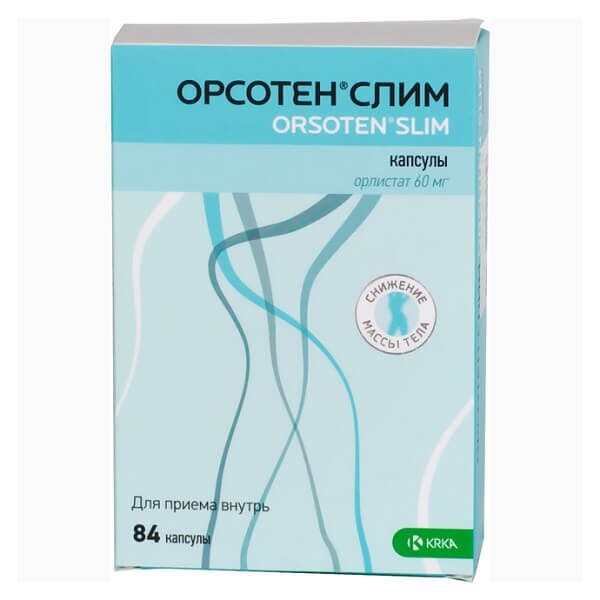 ОРСОТЕН® СЛИМ
ORSOTEN® SLIM
капсулы
орлистат 60 мг
СНИЖЕНИЕ
МАССЫ ТЕЛА
Для приема внутрь
84 капсулы
KRKA